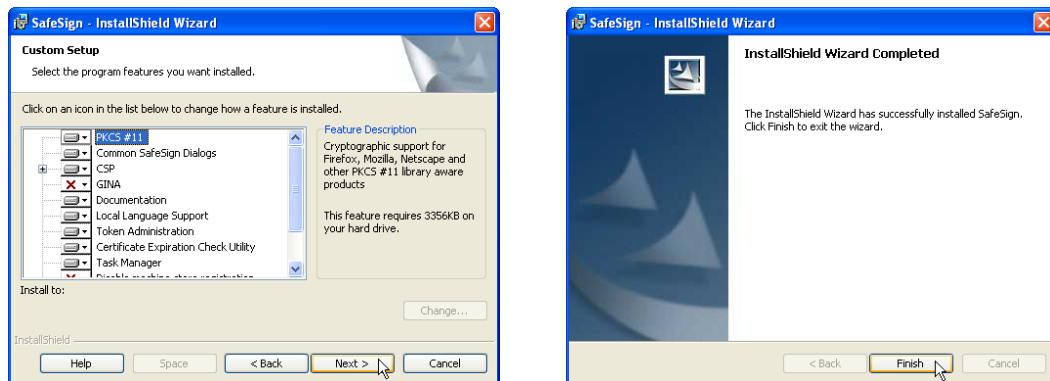 SafeSign - InstallShield Wizard
Custom Setup
Select the program features you want installed.
Click on an icon in the list below to change how a feature is installed.
PKCS #11
Common SafeSign Dialogs
CSP
GINA
Documentation
Local Language Support
Token Administration
Certificate Expiration Check Utility
Task Manager
Disable machine store registration
Feature Description
Cryptographic support for
Firefox, Mozilla, Netscape and
other PKCS #11 library aware
products
This feature requires 3356KB on
your hard drive.
Install to:
Change...
InstallShield
Help
Space
< Back
Next >
Cancel
SafeSign - InstallShield Wizard
InstallShield Wizard Completed
The InstallShield Wizard has successfully installed SafeSign.
Click Finish to exit the wizard.
< Back
Finish
Cancel